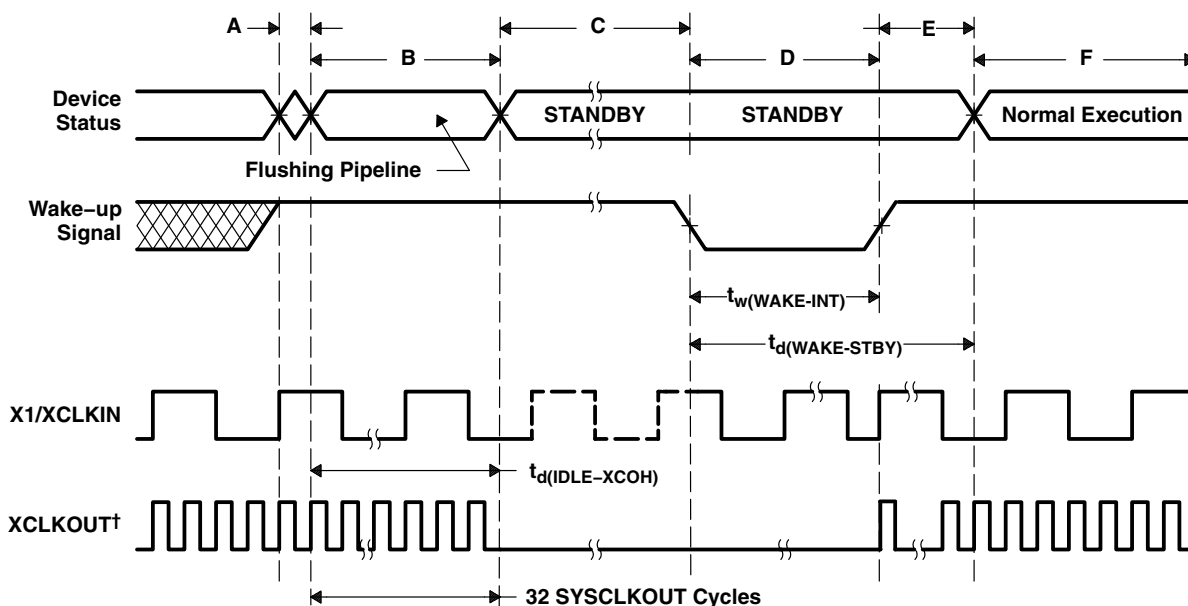 A
B
C
D
E
F
Device
Status
STANDBY
STANDBY
Normal Execution
Flushing Pipeline
Wake–up
Signal
tw(WAKE-INT)
td(WAKE-STBY)
X1/XCLKIN
td(IDLE–XCOH)
XCLKOUT†
32 SYSCLKOUT Cycles